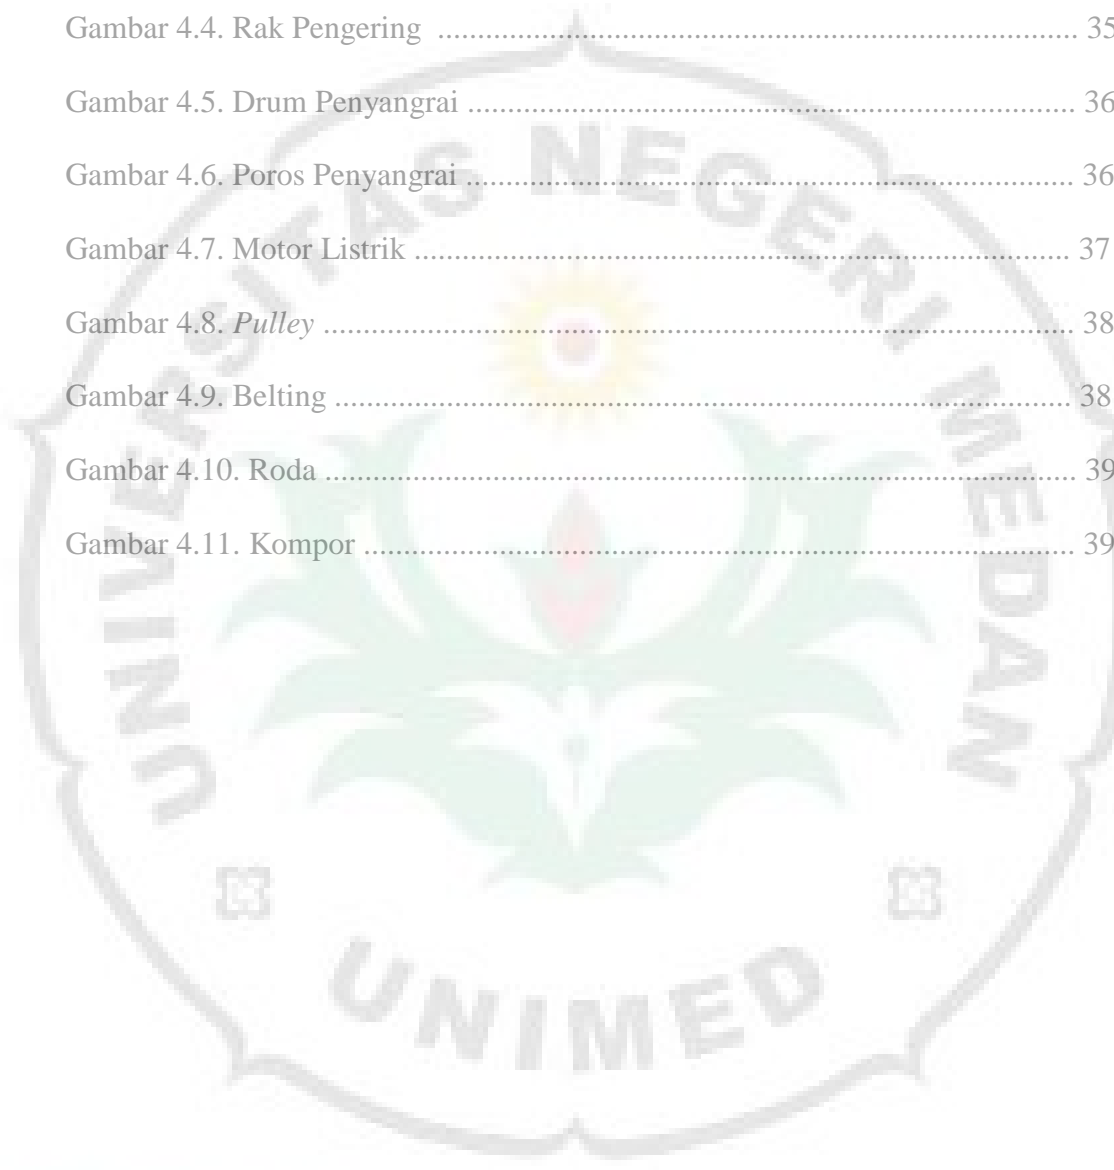 Gambar 4.4. Rak Pengering ................................................................................ 35
Gambar 4.5. Drum Penyangrai ............................................................................ 36
Gambar 4.6. Poros Penyangrai ............................................................................ 36
Gambar 4.7. Motor Listrik .................................................................................. 37
Gambar 4.8. Pulley .............................................................................................. 38
Gambar 4.9. Belting ............................................................................................ 38
Gambar 4.10. Roda .............................................................................................. 39
Gambar 4.11. Kompor ......................................................................................... 39
UNIVERSITAS NEGERI MEDAN
UNIMED